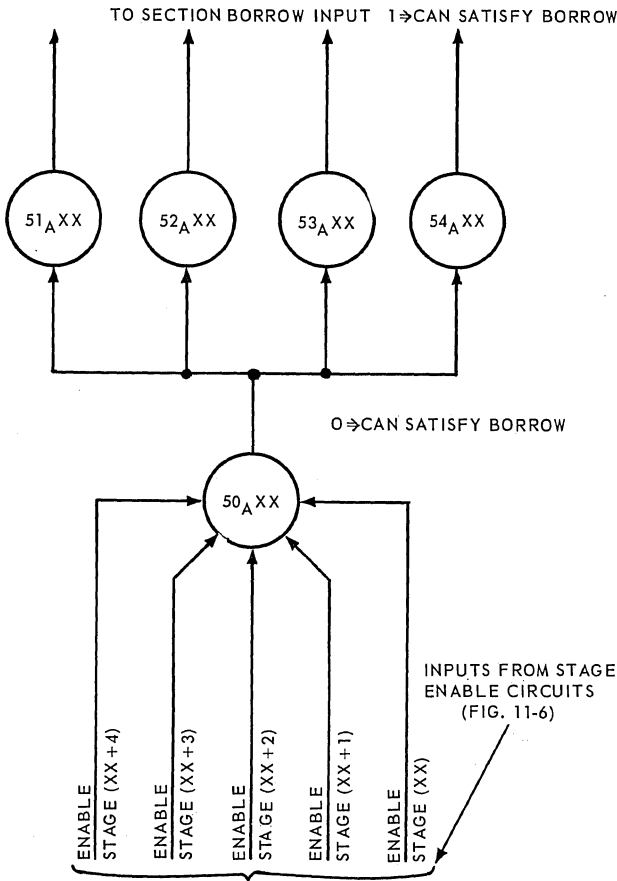 TO SECTION BORROW INPUT 1⇒CAN SATISFY BORROW
51AXX
52AXX
53AXX
54AXX
0⇒CAN SATISFY BORROW
50AXX
INPUTS FROM STAGE
ENABLE CIRCUITS
(FIG. 11-6)
ENABLE
STAGE (XX+4)
ENABLE
STAGE (XX+3)
ENABLE
STAGE (XX+2)
ENABLE
STAGE (XX+1)
ENABLE
STAGE (XX)